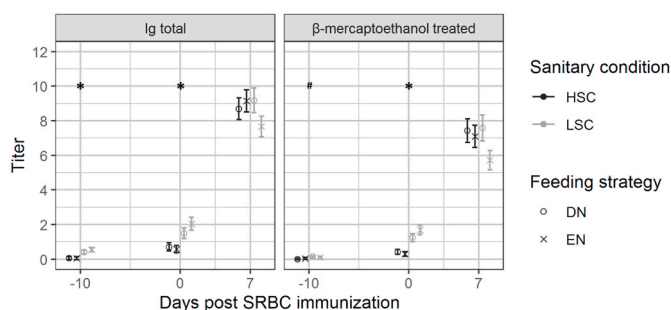 Ig total
β-mercaptoethanol treated
Titer
12
10
8
6
4
2
0
*
*
#
*
-10
0
7
-10
0
7
Days post SRBC immunization
Sanitary condition
HSC
LSC
Feeding strategy
DN
EN